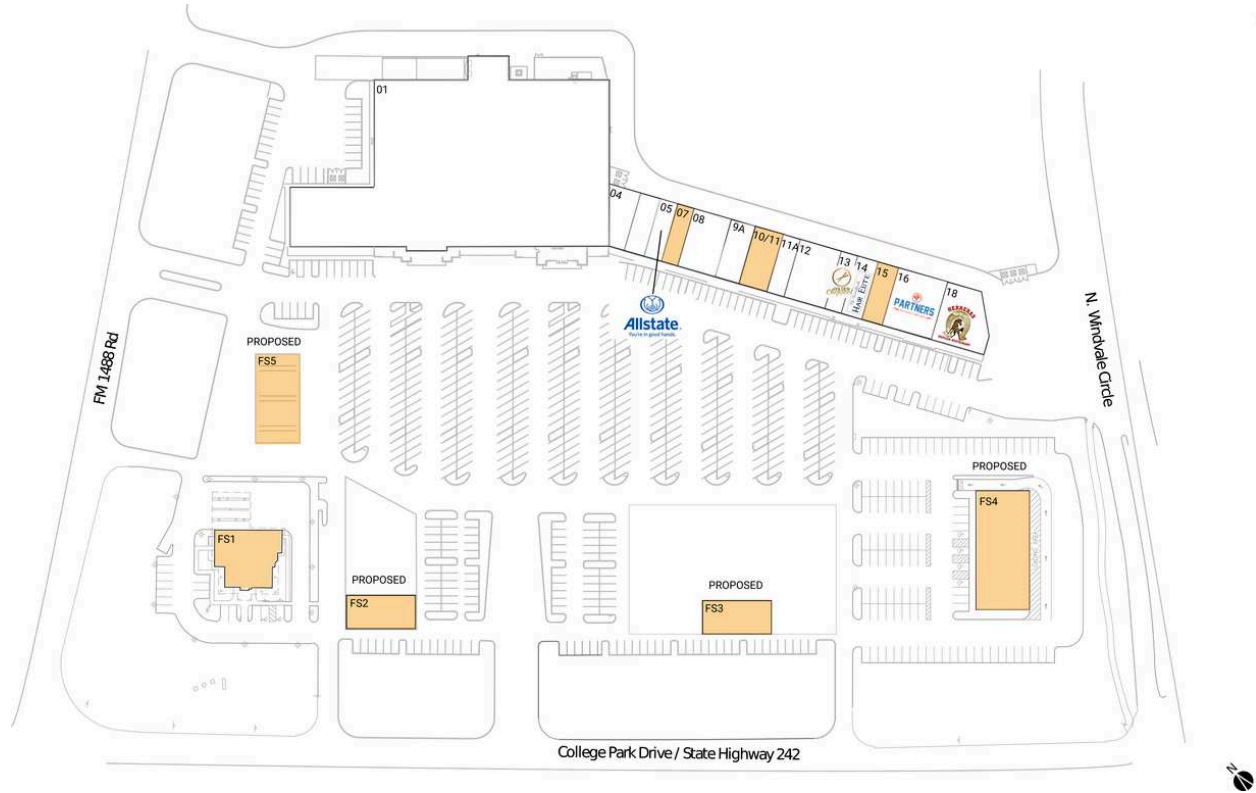 01
04
05
07
08
9A
10/11
11A
12
13
14
15
16
18
HAIR ELITE
PARTNERS
HERRERAS
Allstate
You're in good hands.
FM 1488 Rd
N. Windvale Circle
PROPOSED
FS5
PROPOSED
FS4
FS1
PROPOSED
FS2
PROPOSED
FS3
College Park Drive / State Highway 242
N